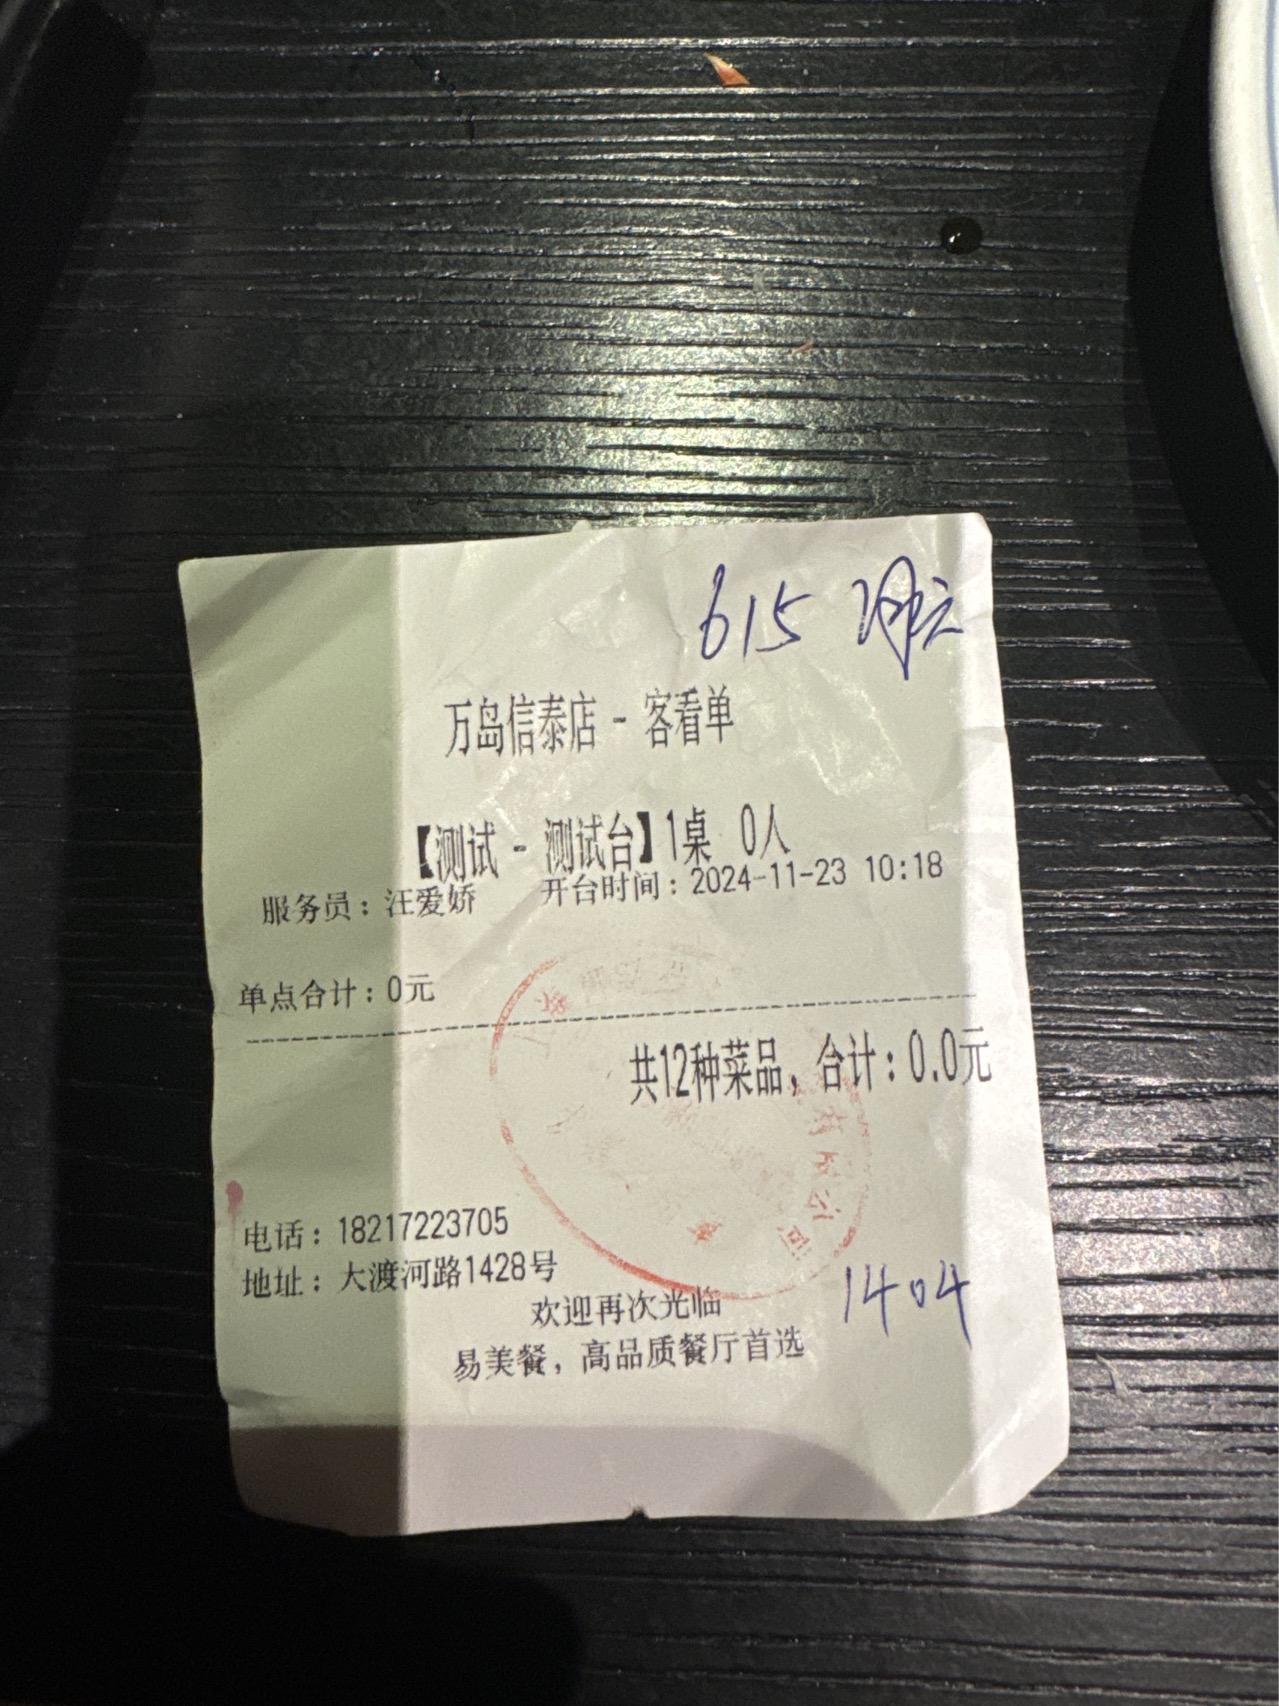 615
万岛信泰店 - 客看单
【测试 - 测试台】1桌 0人
服务员：汪爱娇 开台时间：2024-11-23 10:18
单点合计：0元
共12种菜品，合计：0.0元
有限公司
电话：18217223705
地址：大渡河路1428号
1404
欢迎再次光临
易美餐，高品质餐厅首选